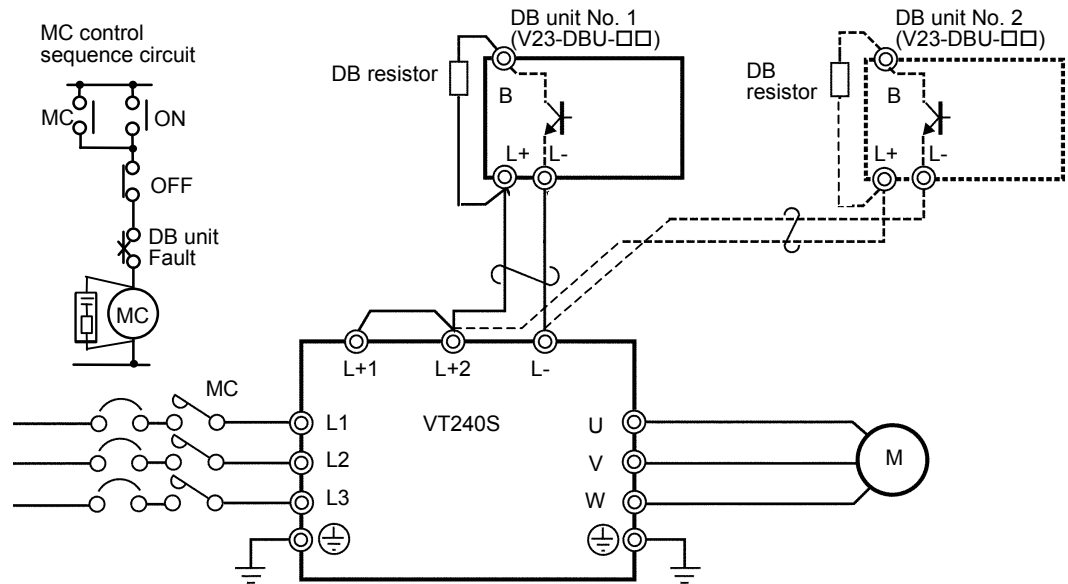 MC control
sequence circuit
MC
ON
OFF
DB unit
Fault
MC
DB unit No. 1
(V23-DBU-□□)
DB resistor
B
L+
L-
DB unit No. 2
(V23-DBU-□□)
DB
resistor
B
L+
L-
L+1
L+2
L-
MC
L1
L2
L3
VT240S
U
V
W
M